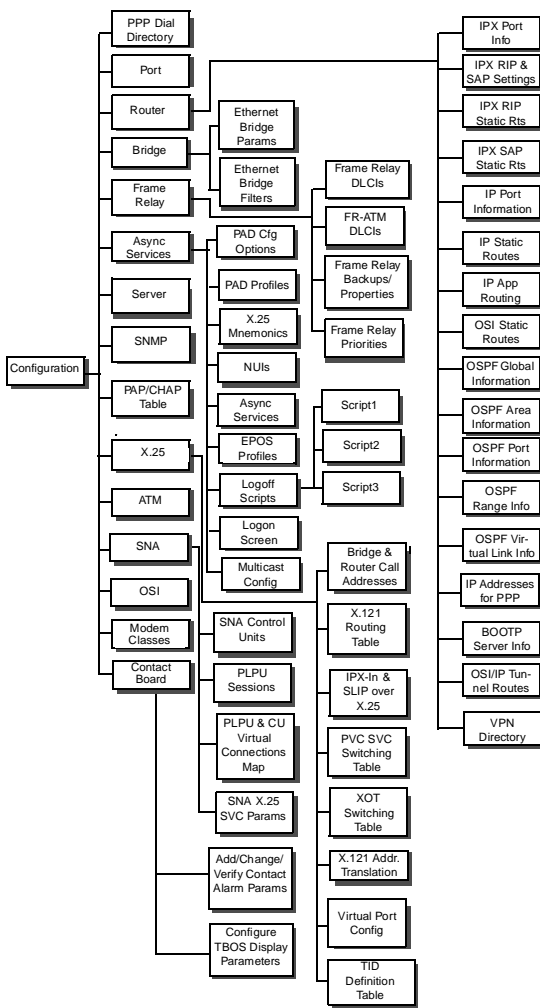 Configuration
PPP Dial
Directory
Port
Router
Bridge
Frame
Relay
Async
Services
Server
SNMP
PAP/CHAP
Table
X.25
ATM
SNA
OSI
Modem
Classes
Contact
Board
Ethernet
Bridge
Params
Ethernet
Bridge
Filters
PAD Cfg
Options
PAD Profiles
X.25
Mnemonics
NUIs
Async
Services
EPOS
Profiles
Logoff
Scripts
Logon
Screen
Multicast
Config
SNA Control
Units
PLPU
Sessions
PLPU & CU
Virtual
Connections
Map
SNA X.25
SVC Params
Add/Change/
Verify Contact
Alarm Params
Configure
TBOS Display
Parameters
Frame Relay
DLCIs
FR-ATM
DLCIs
Frame Relay
Backups/
Properties
Frame Relay
Priorities
Script1
Script2
Script3
Bridge &
Router Call
Addresses
X.121
Routing
Table
IPX-In &
SLIP over
X.25
PVC SVC
Switching
Table
XOT
Switching
Table
X.121 Addr.
Translation
Virtual Port
Config
TID
Definition
Table
IPX Port
Info
IPX RIP &
SAP Settings
IPX RIP
Static Rts
IPX SAP
Static Rts
IP Port
Information
IP Static
Routes
IP App
Routing
OSI Static
Routes
OSPF Global
Information
OSPF Area
Information
OSPF Port
Information
OSPF
Range Info
OSPF Vir-
tual Link Info
IP Addresses
for PPP
BOOTP
Server Info
OSI/IP Tun-
nel Routes
VPN
Directory